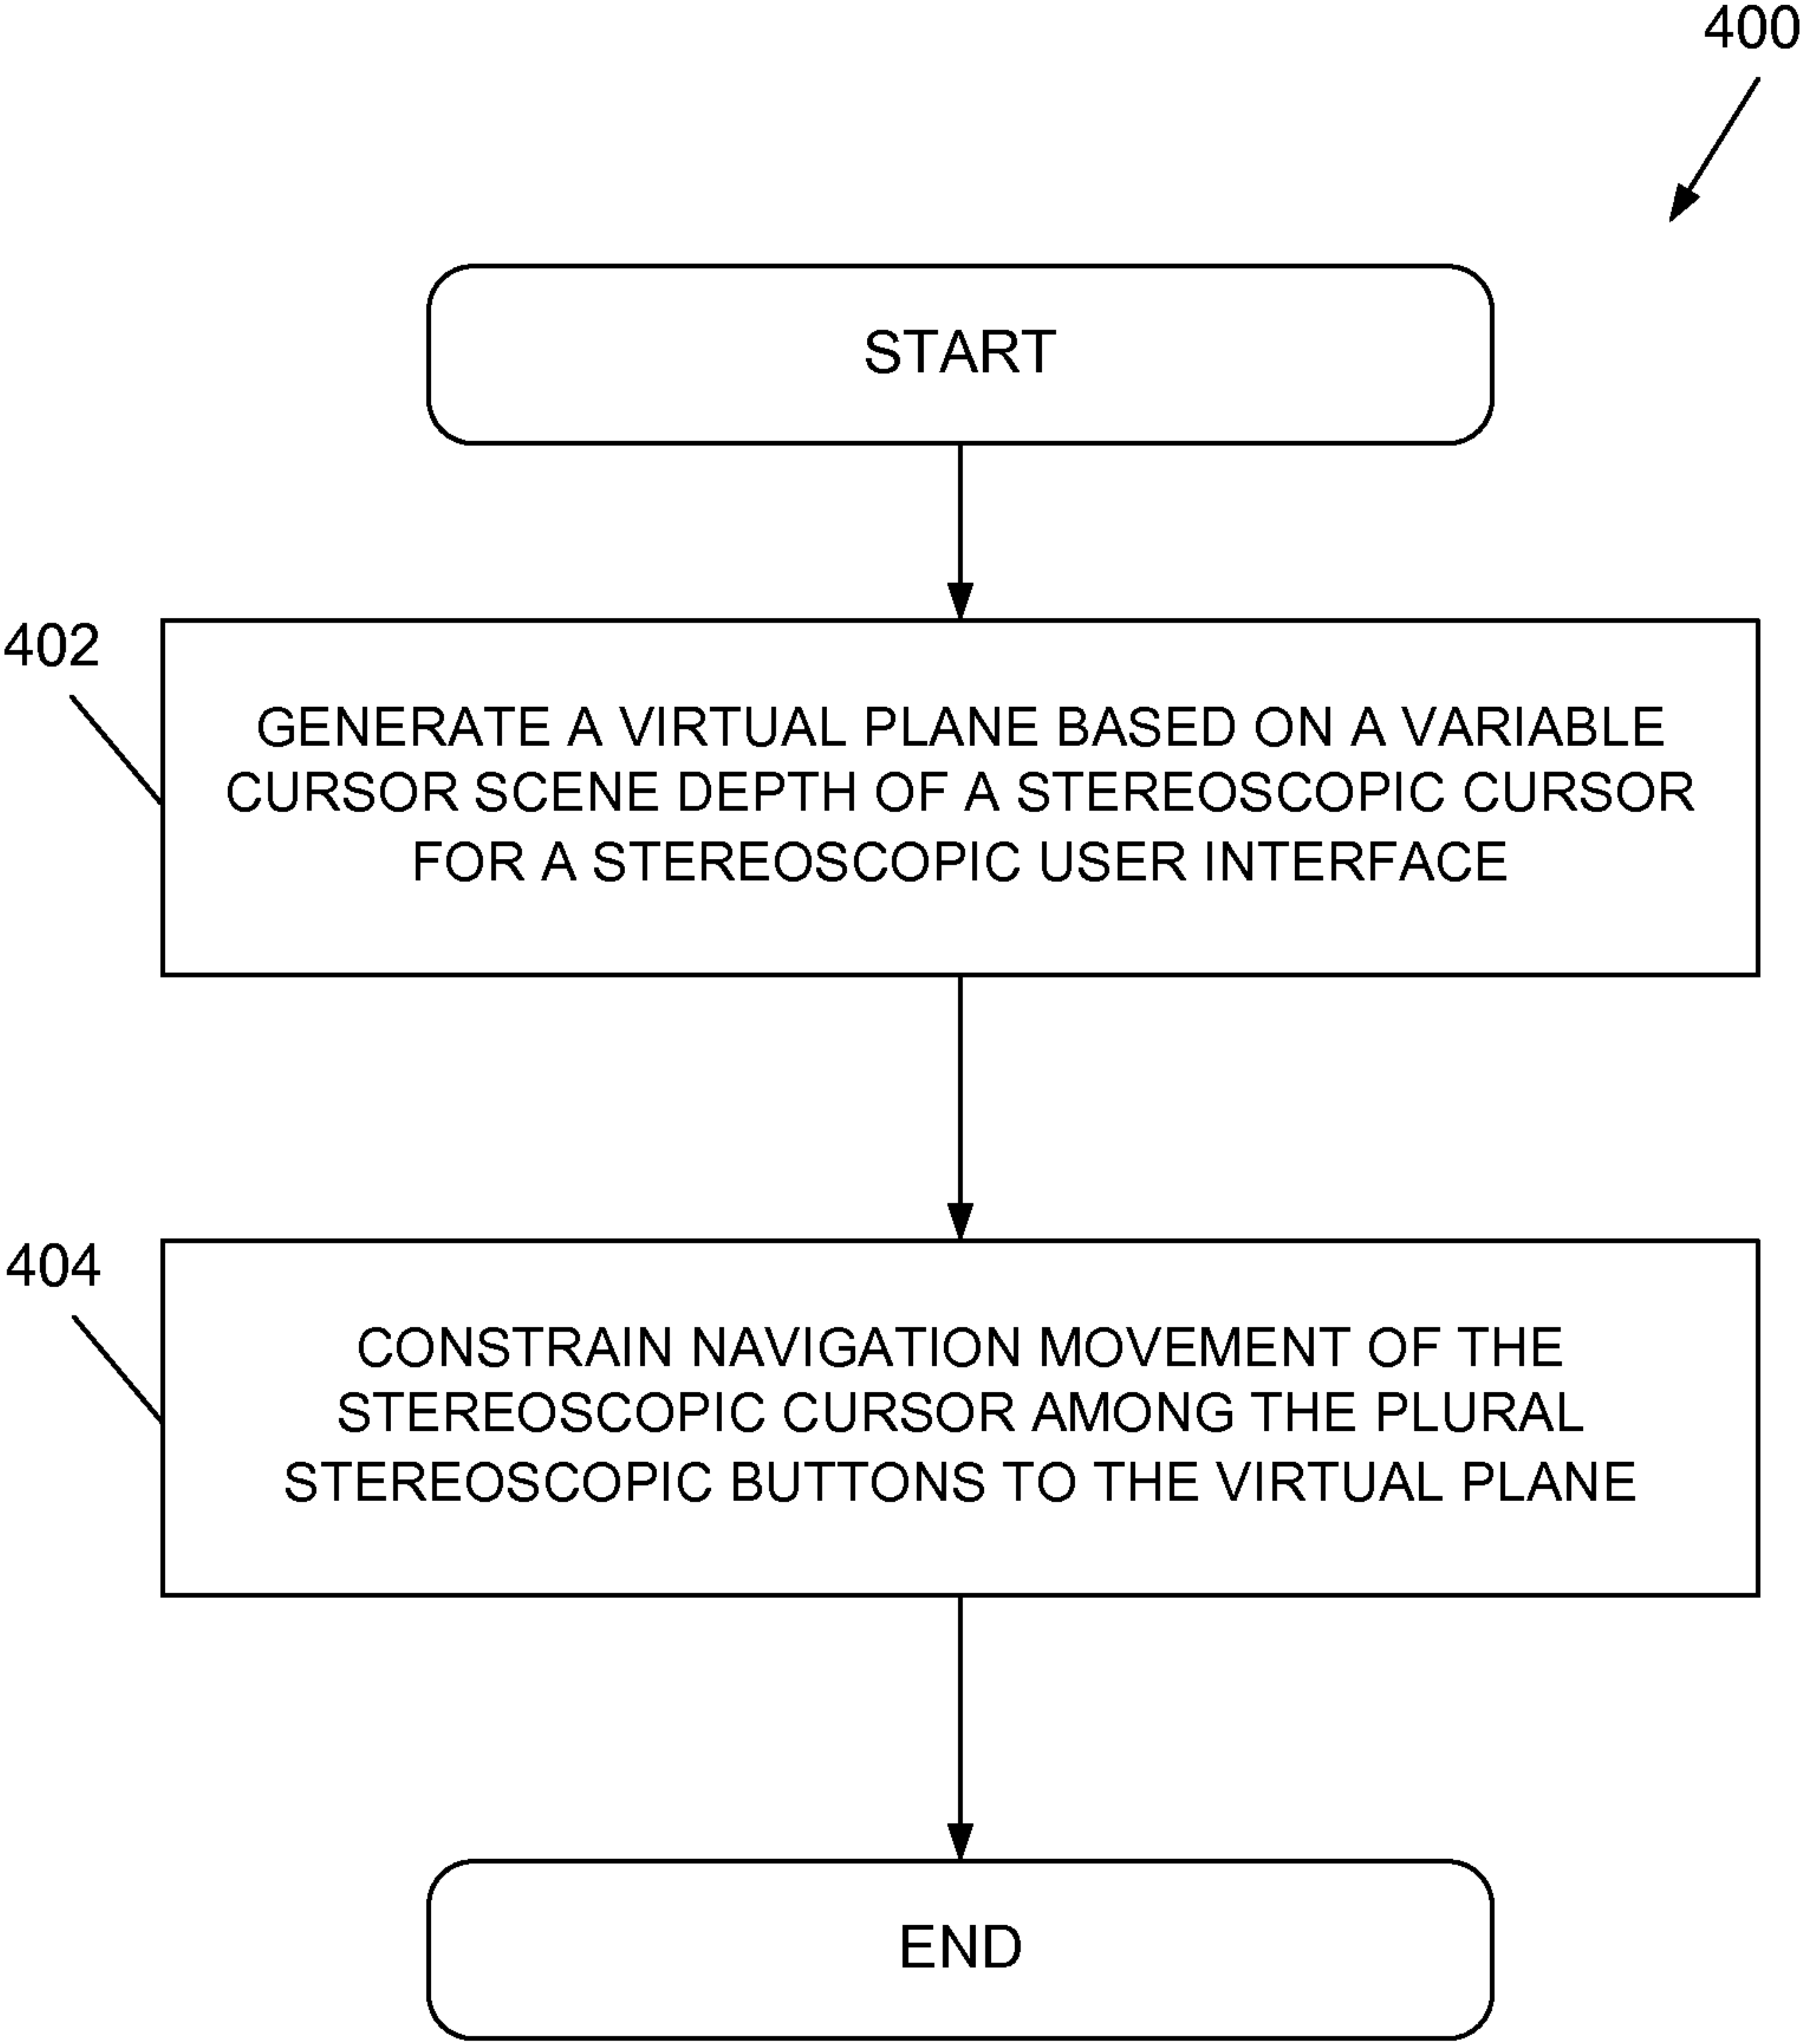 400
START
402
GENERATE A VIRTUAL PLANE BASED ON A VARIABLE
CURSOR SCENE DEPTH OF A STEREOSCOPIC CURSOR
FOR A STEREOSCOPIC USER INTERFACE
404
CONSTRAIN NAVIGATION MOVEMENT OF THE
STEREOSCOPIC CURSOR AMONG THE PLURAL
STEREOSCOPIC BUTTONS TO THE VIRTUAL PLANE
END